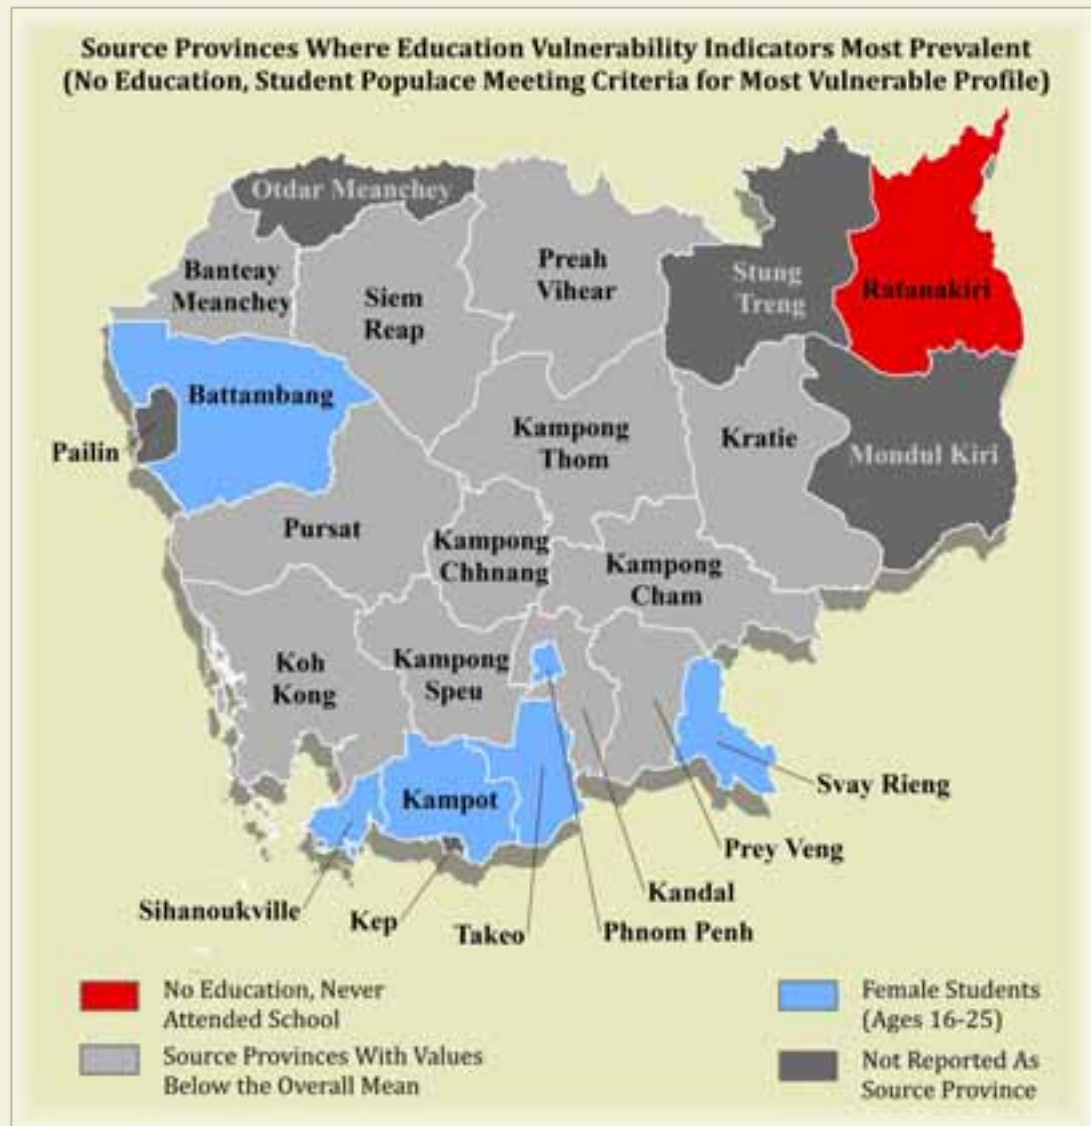 Source Provinces Where Education Vulnerability Indicators Most Prevalent
(No Education, Student Populace Meeting Criteria for Most Vulnerable Profile)
Otdar Meanchey
Banteay
Meanchey
Siem
Reap
Preah
Vihear
Stung
Treng
Ratanakiri
Battambang
Pailin
Kampong
Thom
Kratie
Mondul Kiri
Pursat
Kampong
Chhnang
Kampong
Cham
Koh
Kong
Kampong
Speu
Kampot
Svay Rieng
Prey Veng
Kandal
Sihanoukville
Kep
Takeo
Phnom Penh
No Education, Never
Attended School
Source Provinces With Values
Below the Overall Mean
Female Students
(Ages 16-25)
Not Reported As
Source Province